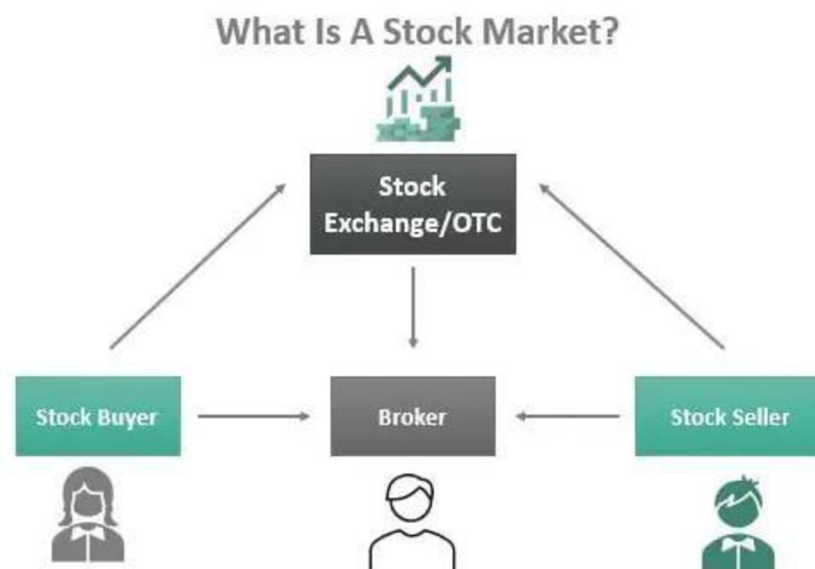 What Is A Stock Market?
Stock
Exchange/OTC
Stock Buyer
Broker
Stock Seller